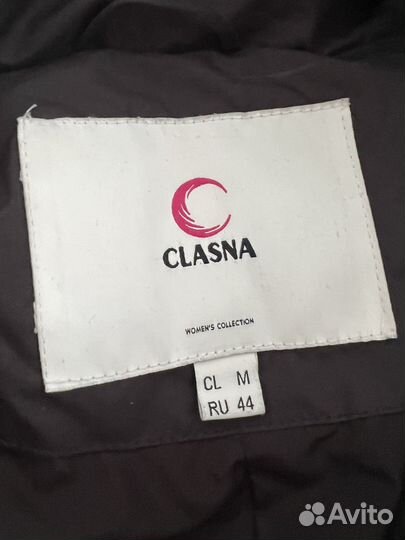 CLASNA
WOMEN'S COLLECTION
CL M
RU 44
Avito